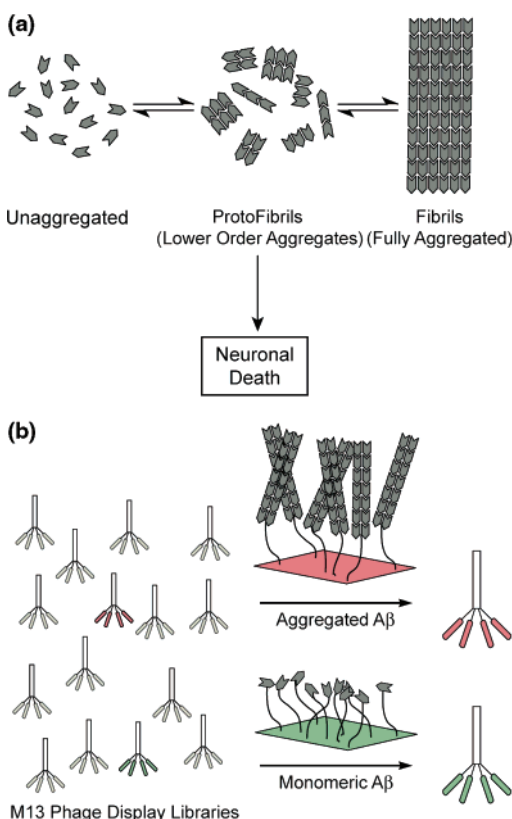 (a)
Unaggregated
ProtoFibrils
(Lower Order Aggregates)
Fibrils
(Fully Aggregated)
Neuronal
Death
(b)
Aggregated Aβ
Monomeric Aβ
M13 Phage Display Libraries